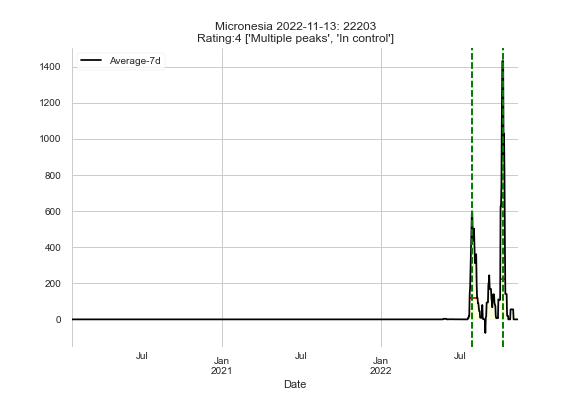 Micronesia 2022-11-13: 22203
Rating:4 ['Multiple peaks', 'In control']
Average-7d
1400
1200
1000
800
600
400
200
0
Jul
Jan
2021
Jul
Jan
2022
Jul
Date